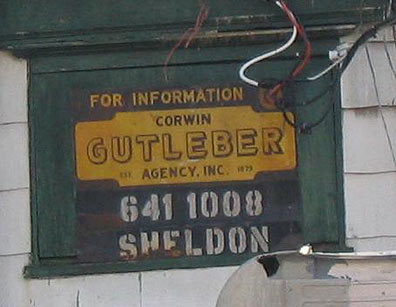 FOR INFORMATION
CORWIN
GUTLEBER
EST. AGENCY, INC. 1979
641 1008
SHELDON